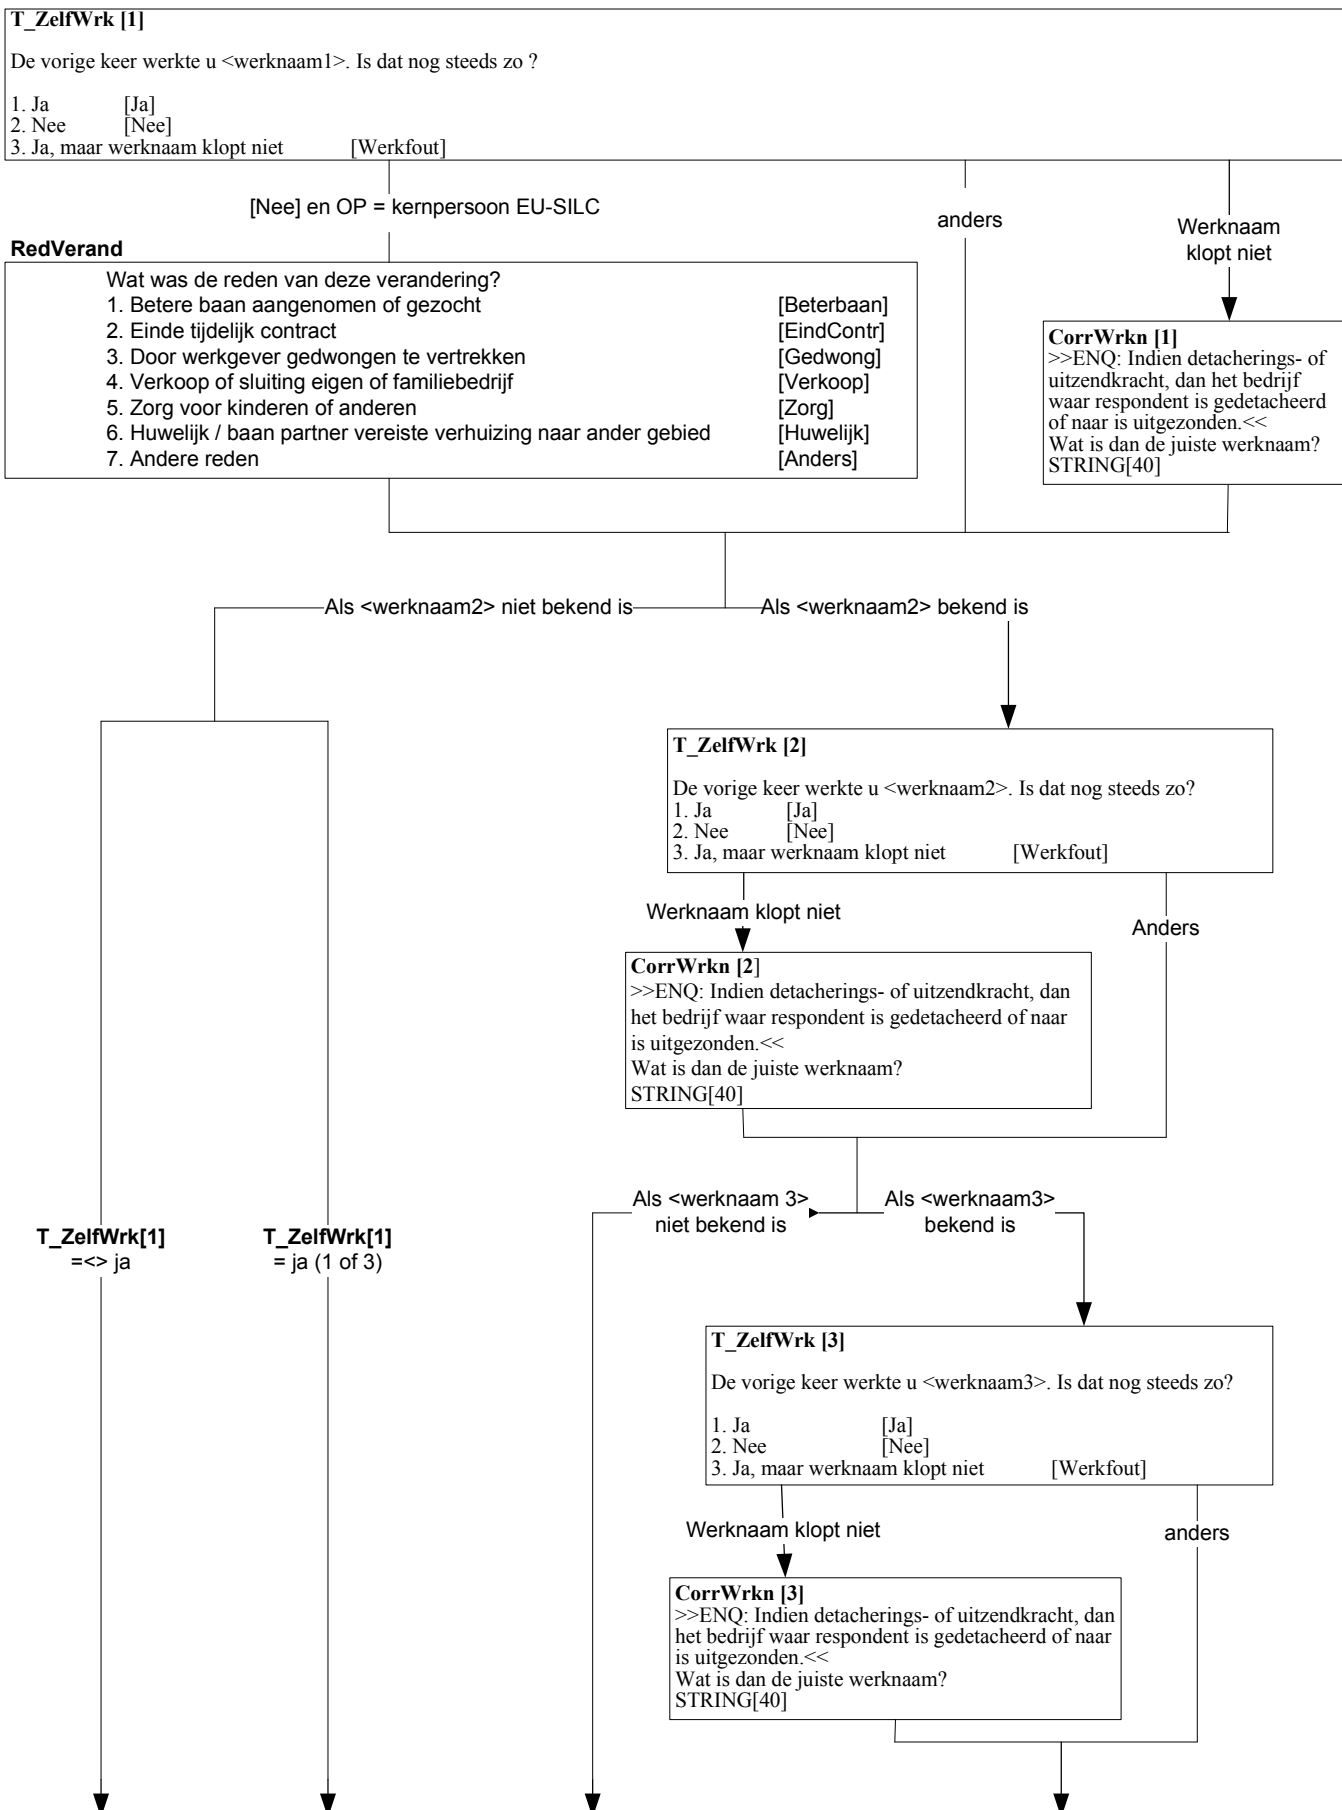 T_ZelfWrk [1]
De vorige keer werkte u <werknaam1>. Is dat nog steeds zo ?
1. Ja [Ja]
2. Nee [Nee]
3. Ja, maar werknaam klopt niet [Werkfout]
[Nee] en OP = kernpersoon EU-SILC
anders
Werknaam
klopt niet
RedVerand
Wat was de reden van deze verandering?
1. Betere baan aangenomen of gezocht [Beterbaan]
2. Einde tijdelijk contract [EindContr]
3. Door werkgever gedwongen te vertrekken [Gedwong]
4. Verkoop of sluiting eigen of familiebedrijf [Verkoop]
5. Zorg voor kinderen of anderen [Zorg]
6. Huwelijk / baan partner vereiste verhuizing naar ander gebied [Huwelijk]
7. Andere reden [Anders]
CorrWrkn [1]
>>ENQ: Indien detacherings- of
uitzendkracht, dan het bedrijf
waar respondent is gedetacheerd
of naar is uitgezonden.<<
Wat is dan de juiste werknaam?
STRING[40]
Als <werknaam2> niet bekend is
Als <werknaam2> bekend is
T_ZelfWrk [2]
De vorige keer werkte u <werknaam2>. Is dat nog steeds zo?
1. Ja [Ja]
2. Nee [Nee]
3. Ja, maar werknaam klopt niet [Werkfout]
Werknaam klopt niet
Anders
CorrWrkn [2]
>>ENQ: Indien detacherings- of uitzendkracht, dan
het bedrijf waar respondent is gedetacheerd of naar
is uitgezonden.<<
Wat is dan de juiste werknaam?
STRING[40]
Als <werknaam 3>
niet bekend is
Als <werknaam3>
bekend is
T_ZelfWrk[1]
=<> ja
T_ZelfWrk[1]
= ja (1 of 3)
T_ZelfWrk [3]
De vorige keer werkte u <werknaam3>. Is dat nog steeds zo?
1. Ja [Ja]
2. Nee [Nee]
3. Ja, maar werknaam klopt niet [Werkfout]
Werknaam klopt niet
anders
CorrWrkn [3]
>>ENQ: Indien detacherings- of uitzendkracht, dan
het bedrijf waar respondent is gedetacheerd of naar
is uitgezonden.<<
Wat is dan de juiste werknaam?
STRING[40]